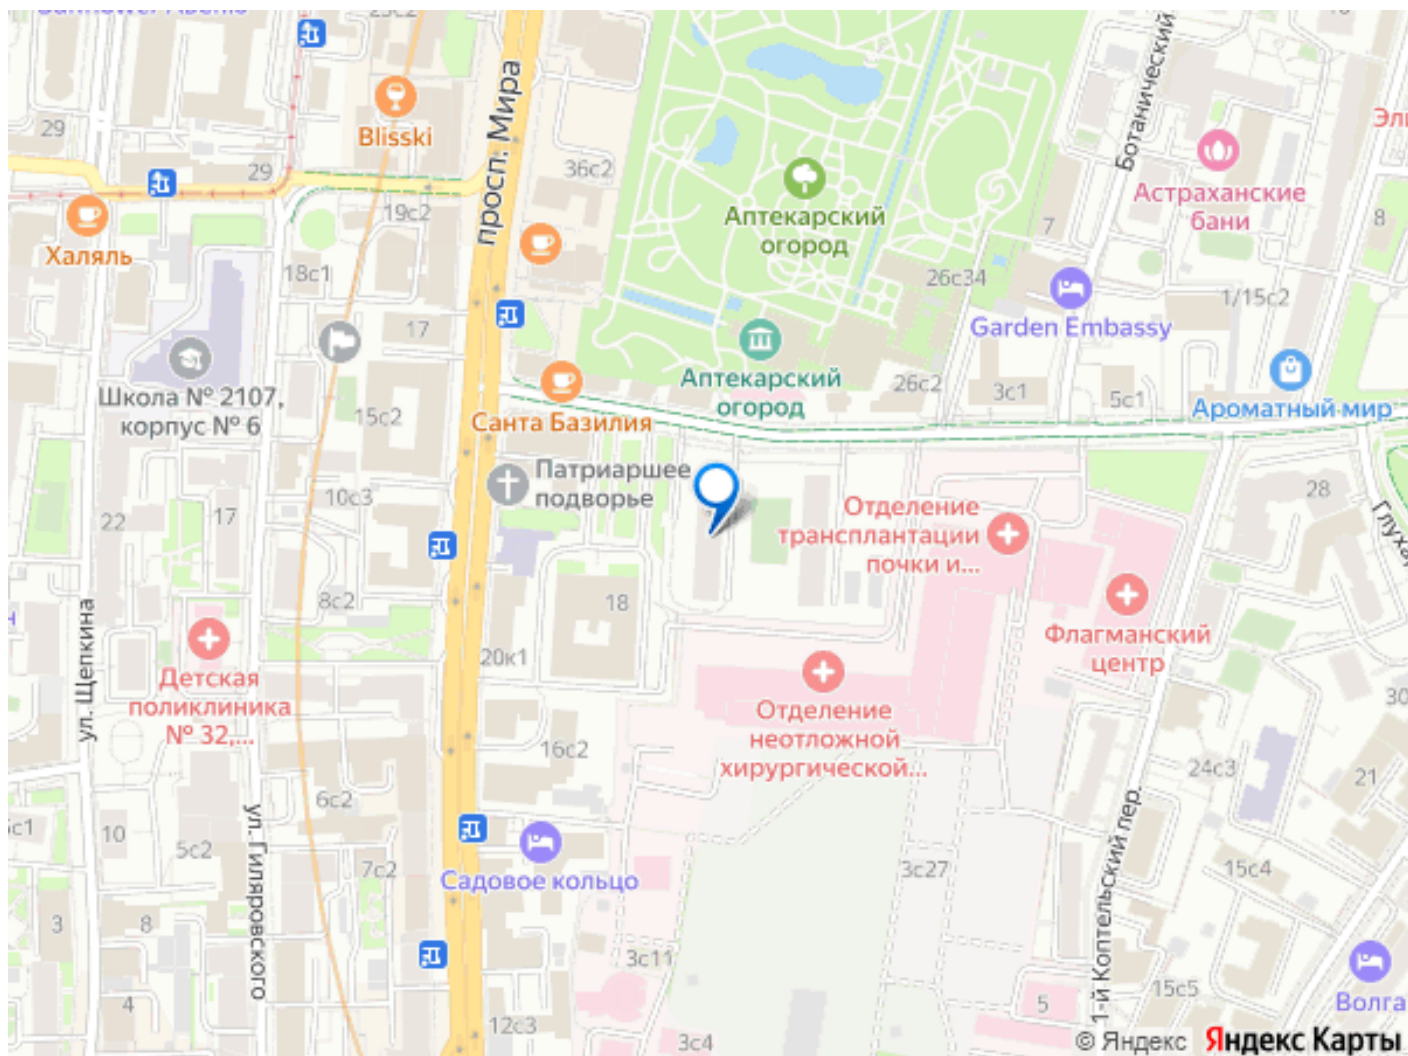 23с2
просп. Мира
Ботанический
Blisski
29
29
36с2
Аптекарский
огород
Астраханские
бани
7
8
Халяль
19с2
18с1
26с34
1/15с2
Garden Embassy
17
Школа № 2107,
корпус № 6
Аптекарский
огород
26с2
3с1
5с1
Ароматный мир
15с2
Санта Базилия
Патриаршее
подворье
10с3
22
17
28
Отделение
трансплантации
почки и...
8с2
18
ул. Щепкина
Детская
поликлиника
№ 32,...
20к1
Флагманский
центр
Отделение
неотложной
хирургической...
30
16с2
24с3
21
6с2
10
5с2
ул. Гиляровского
7с2
Садовое кольцо
3с27
15с4
1-й Коптельский пер.
3
8
3с11
4
12с3
3с4
5
15с5
Волга
© Яндекс Яндекс Карты